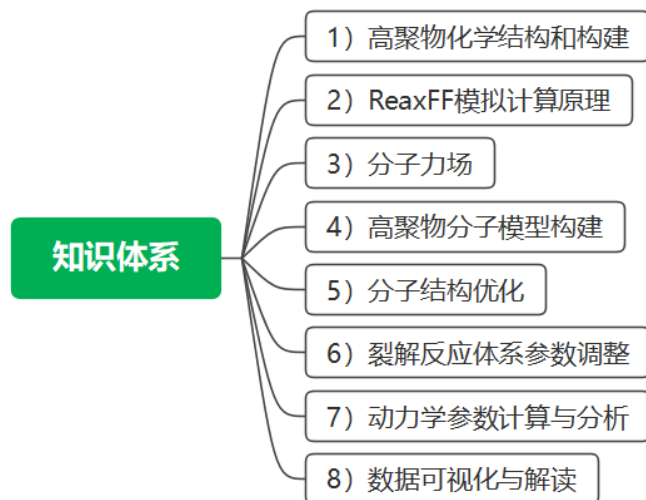 知识体系
1）高聚物化学结构和构建
2）ReaxFF模拟计算原理
3）分子力场
4）高聚物分子模型构建
5）分子结构优化
6）裂解反应体系参数调整
7）动力学参数计算与分析
8）数据可视化与解读